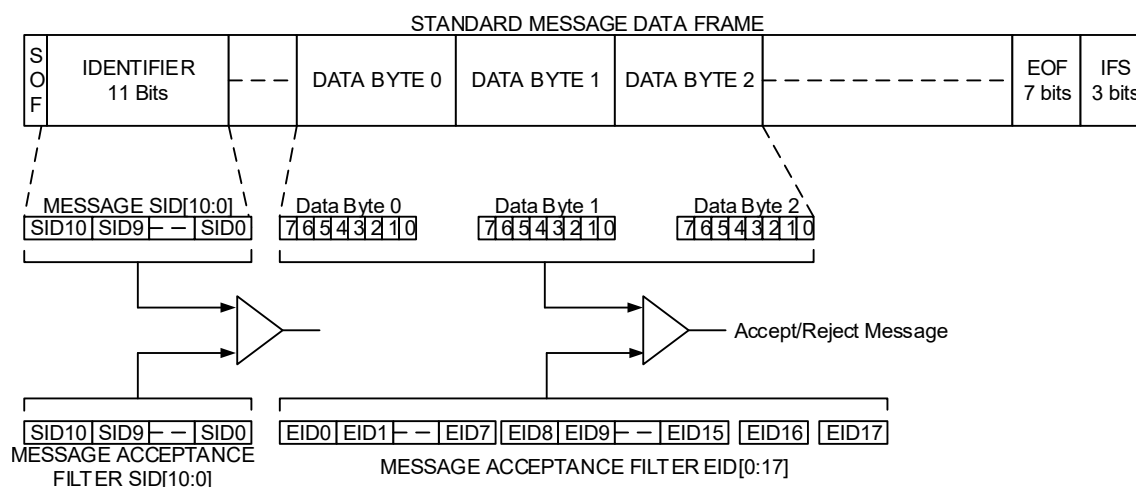 STANDARD MESSAGE DATA FRAME
S
O
F
IDENTIFIER
11 Bits
DATA BYTE 0
DATA BYTE 1
DATA BYTE 2
EOF
7 bits
IFS
3 bits
MESSAGE SID[10:0]
SID10 SID9 SID0
Data Byte 0
7 6 5 4 3 2 1 0
Data Byte 1
7 6 5 4 3 2 1 0
Data Byte 2
7 6 5 4 3 2 1 0
Accept/Reject Message
SID10 SID9 SID0
MESSAGE ACCEPTANCE
FILTER SID[10:0]
EID0 EID1 EID7 EID8 EID9 EID15 EID16 EID17
MESSAGE ACCEPTANCE FILTER EID[0:17]